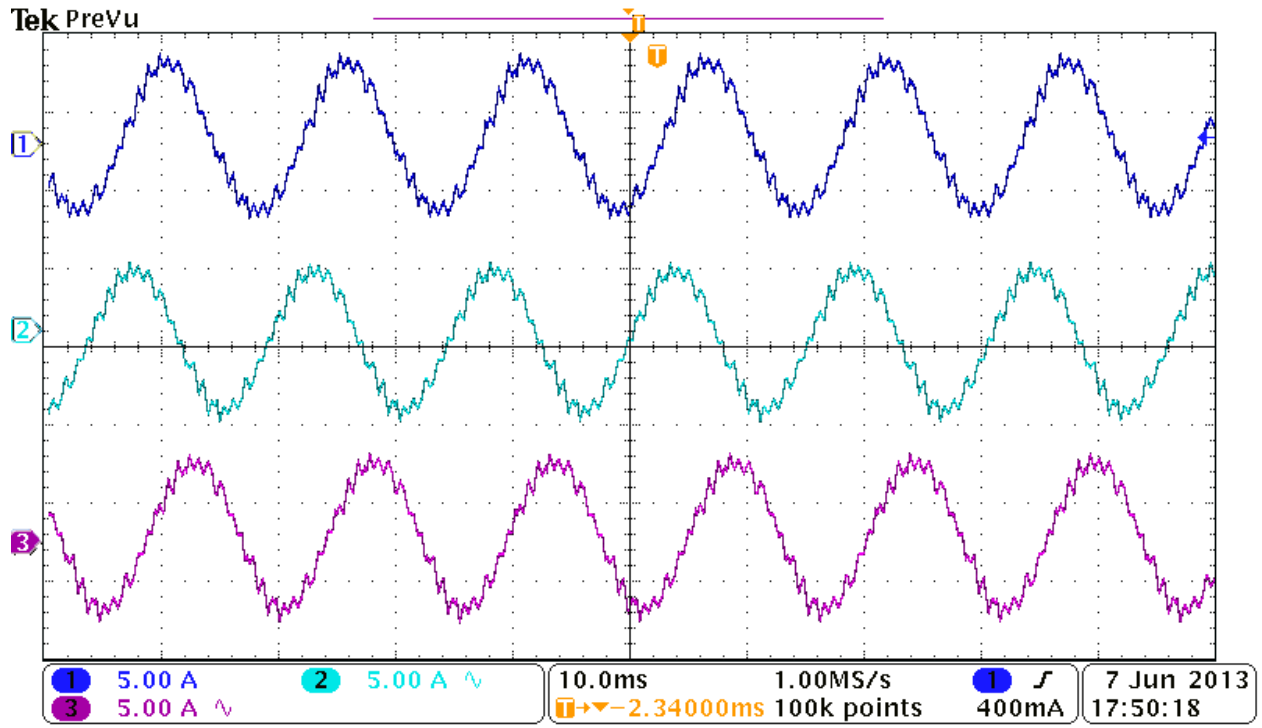 Tek PreVu
T
T
1
2
3
1 5.00 A 2 5.00 A ∿ 10.0ms 1.00MS/s 1 ∫ 7 Jun 2013
3 5.00 A ∿ T→▼−2.34000ms 100k points 400mA 17:50:18